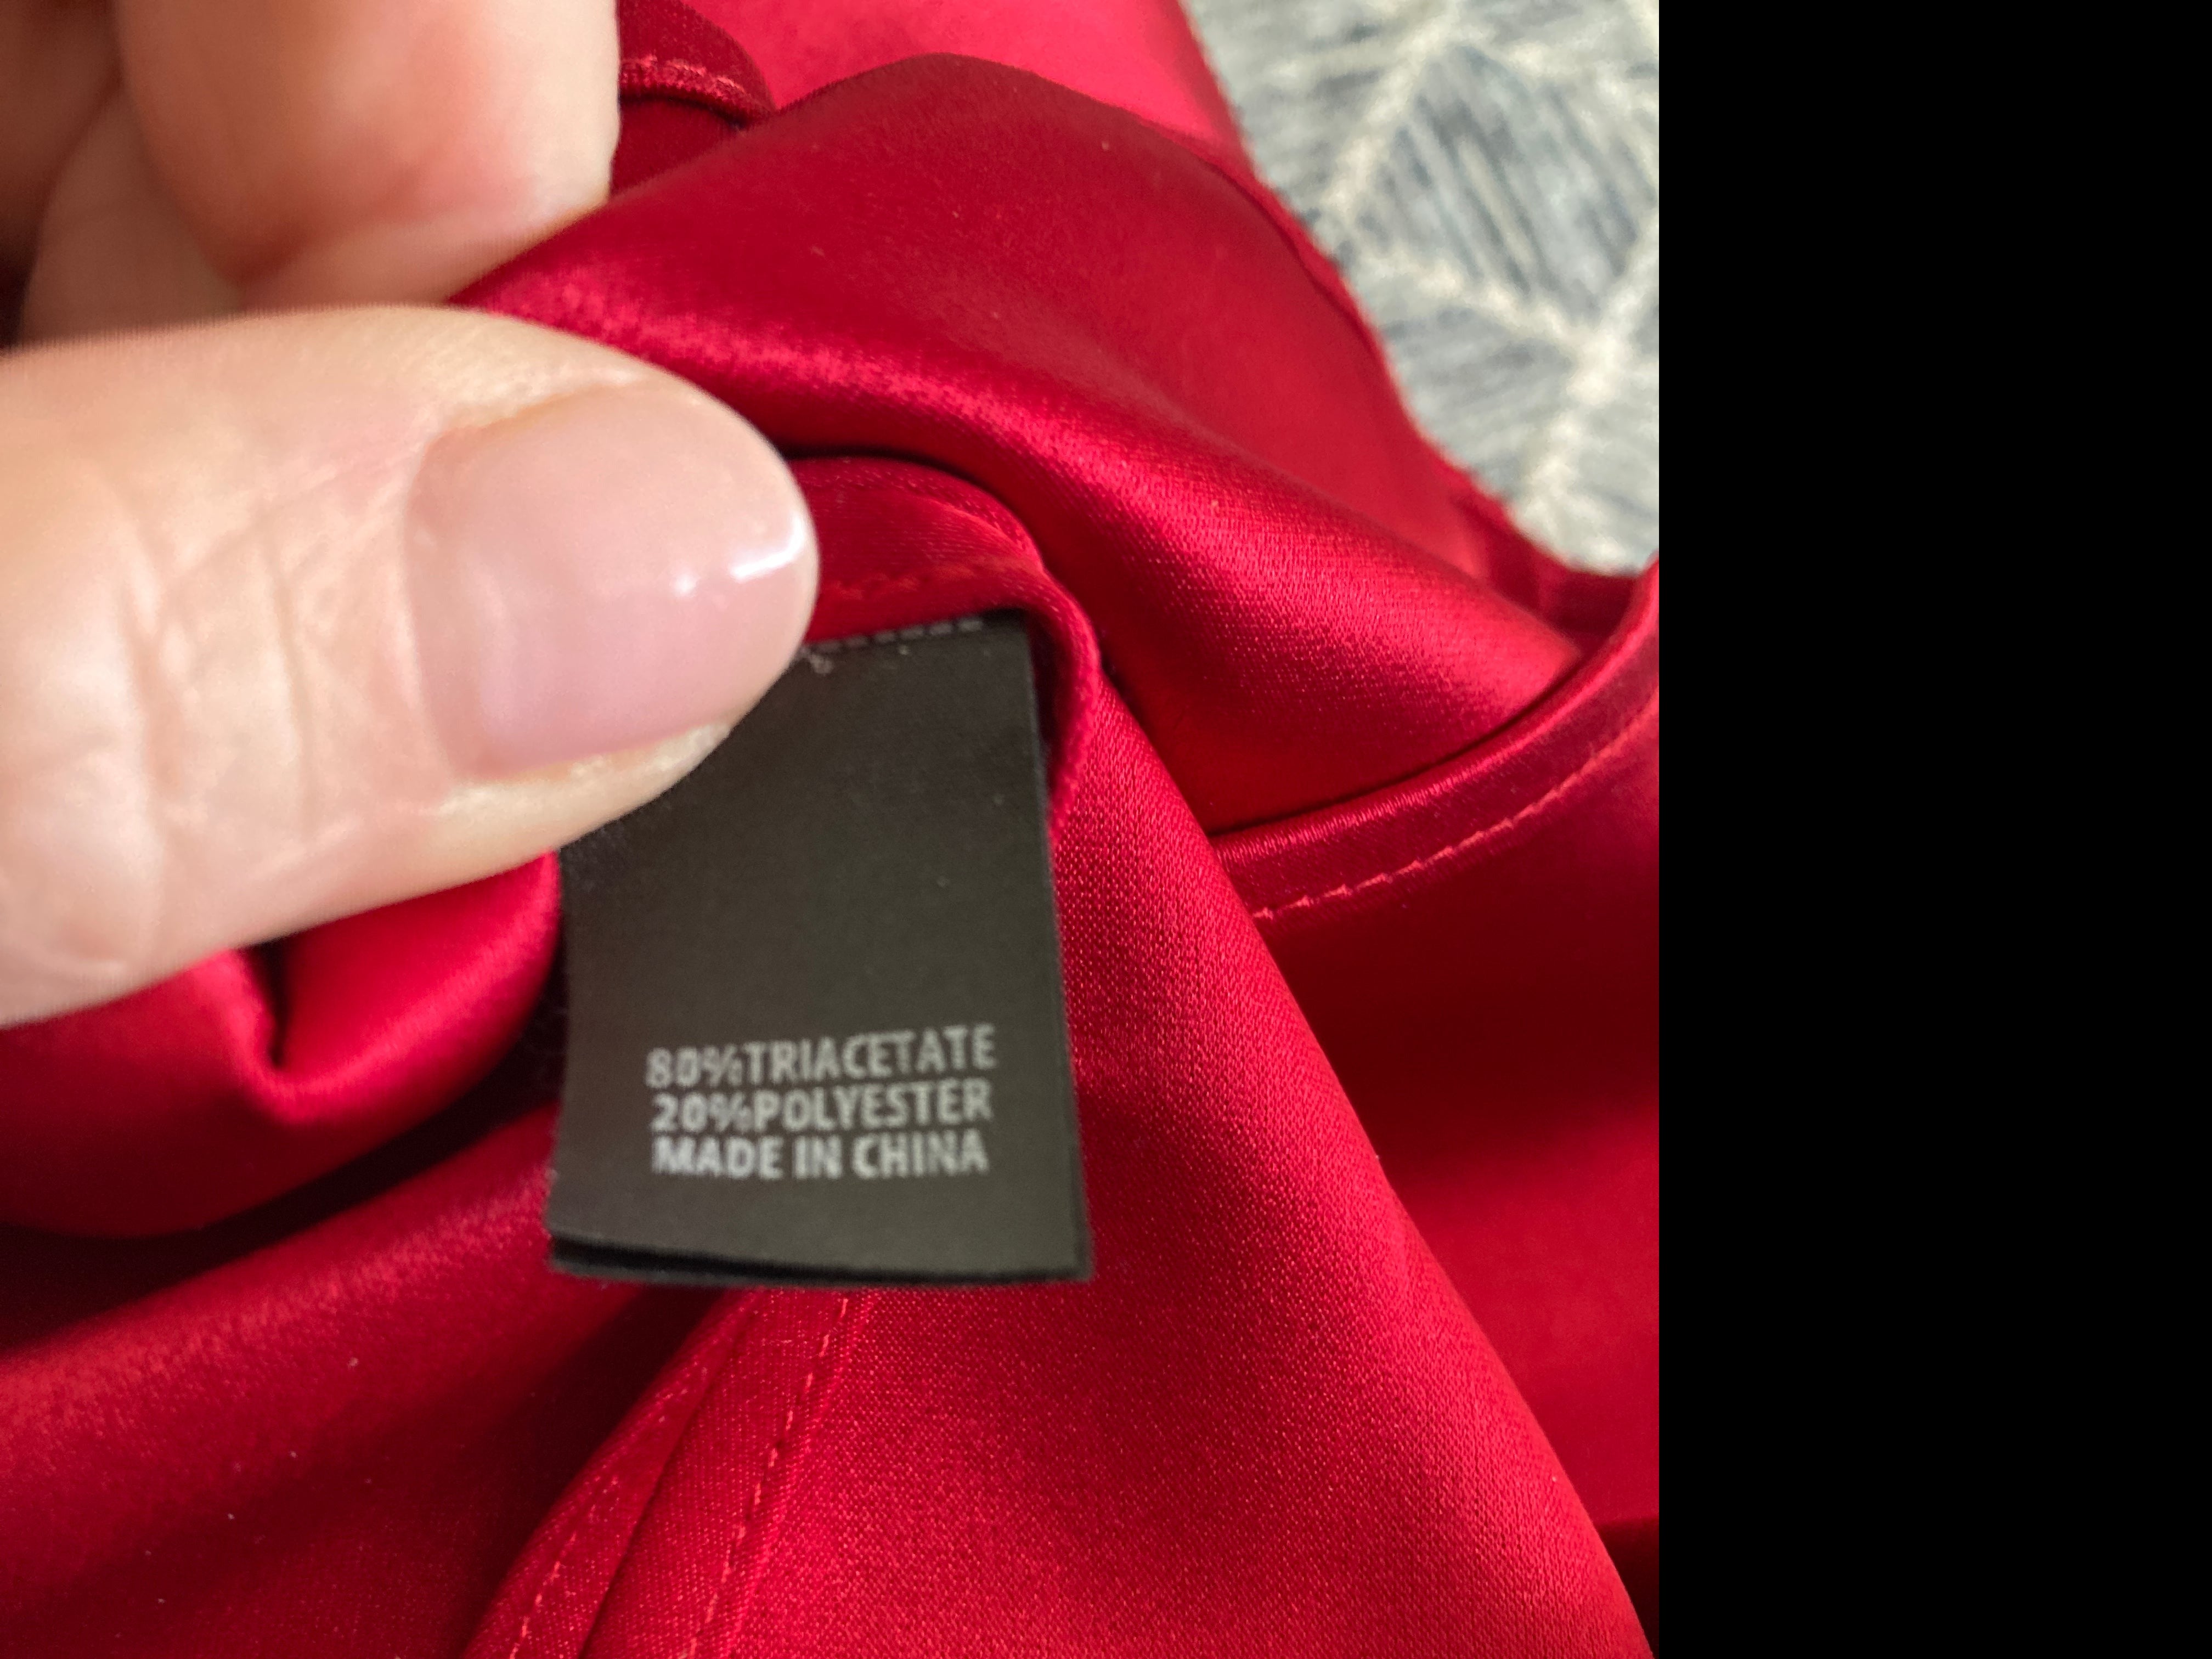 80%TRIACETATE
20%POLYESTER
MADE IN CHINA